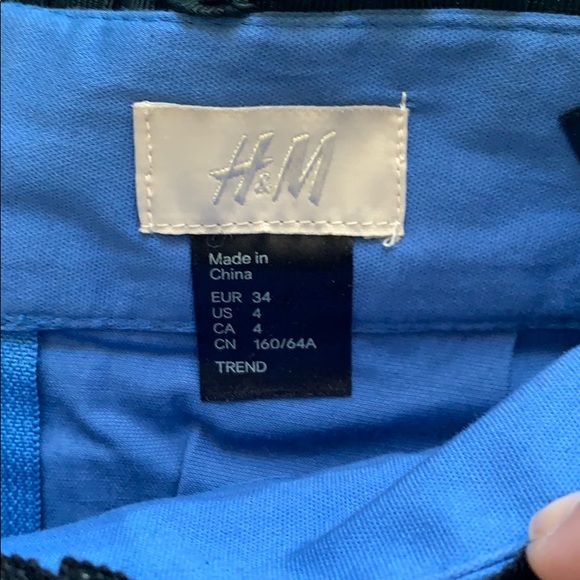 H&M
Made in
China
EUR 34
US 4
CA 4
CN 160/64A
TREND